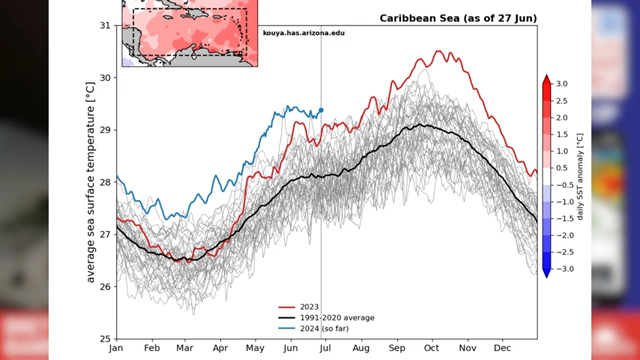 Caribbean Sea (as of 27 Jun)
kouya.has.arizona.edu
average sea surface temperature [°C]
31
30
29
28
27
26
25
Jan Feb Mar Apr May Jun Jul Aug Sep Oct Nov Dec
2023
1991-2020 average
2024 (so far)
3.0
2.5
2.0
1.5
1.0
0.5
−0.5
−1.0
−1.5
−2.0
−2.5
−3.0
daily SST anomaly [°C]